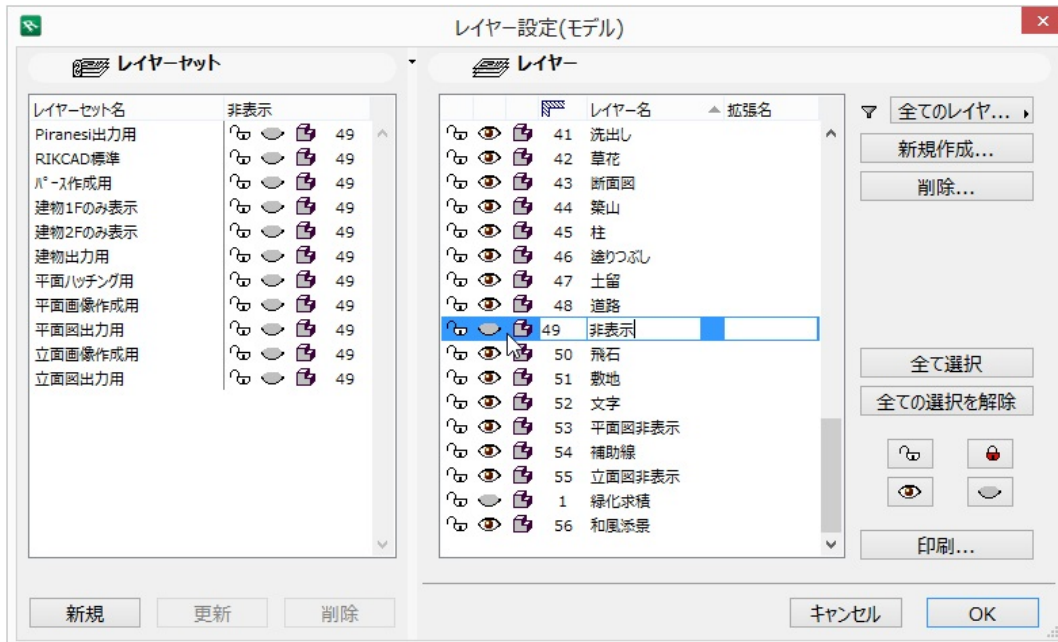 レイヤー設定(モデル)
レイヤーセット
レイヤー
レイヤーセット名 非表示
Piranesi出力用 49
RIKCAD標準 49
パース作成用 49
建物1Fのみ表示 49
建物2Fのみ表示 49
建物出力用 49
平面ハッチング用 49
平面画像作成用 49
平面図出力用 49
立面画像作成用 49
立面図出力用 49
新規
更新
削除
レイヤー名 拡張名
41 洗出し
42 草花
43 断面図
44 築山
45 柱
46 塗りつぶし
47 土留
48 道路
49 非表示
50 飛石
51 敷地
52 文字
53 平面図非表示
54 補助線
55 立面図非表示
1 緑化求積
56 和風添景
全てのレイヤ...
新規作成...
削除...
全て選択
全ての選択を解除
印刷...
キャンセル
OK